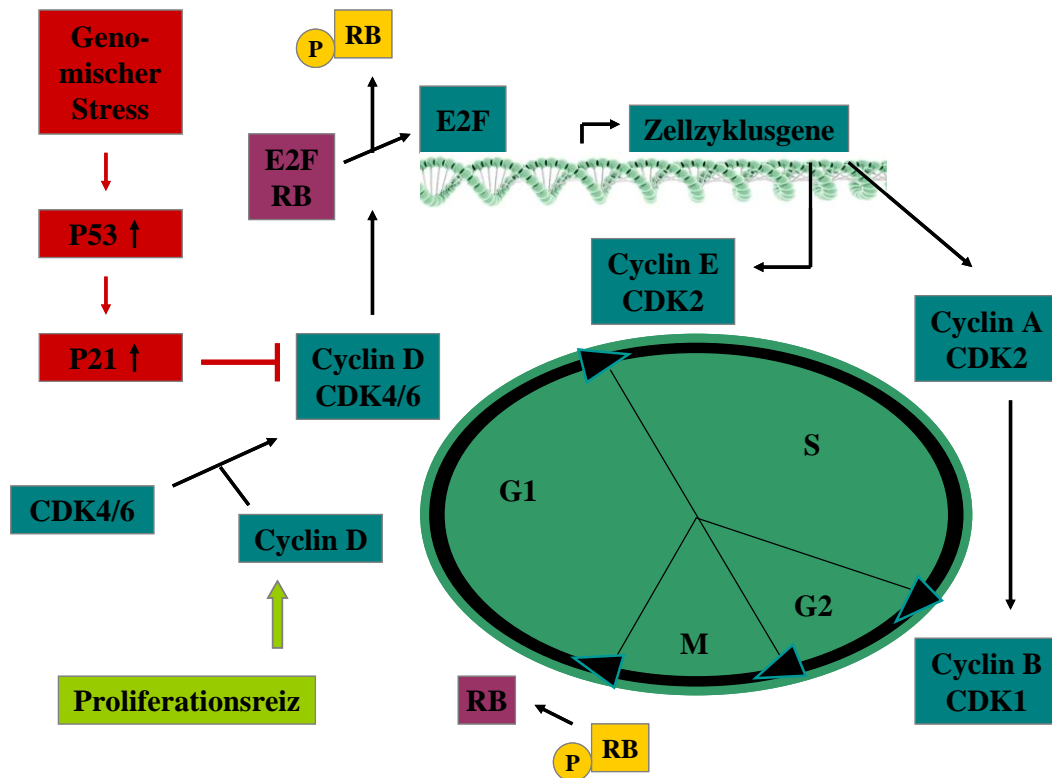 Geno-
mischer
Stress
P53
P21
P
RB
E2F
RB
E2F
Zellzyklusgene
Cyclin E
CDK2
Cyclin A
CDK2
Cyclin D
CDK4/6
CDK4/6
Cyclin D
Proliferationsreiz
G1
S
G2
M
Cyclin B
CDK1
RB
P
RB